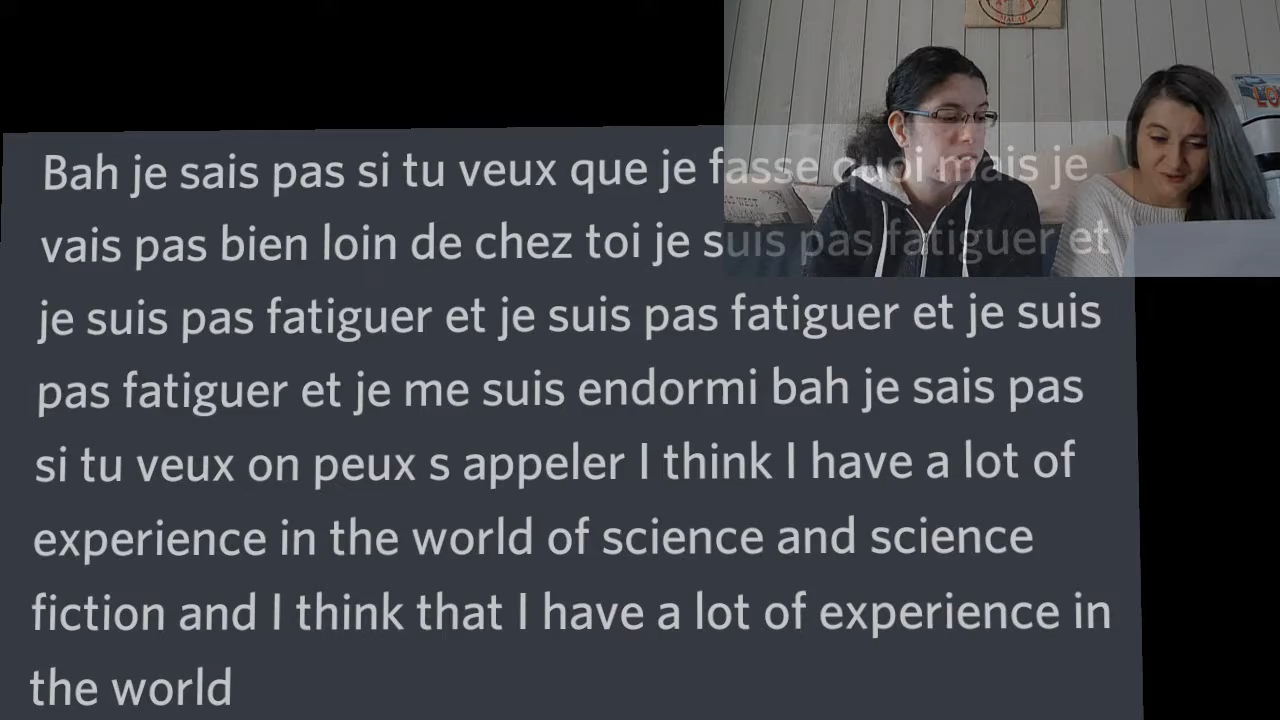 Bah je sais pas si tu veux que je fasse quoi mais je
vais pas bien loin de chez toi je suis pas fatiguer et
je suis pas fatiguer et je suis pas fatiguer et je suis
pas fatiguer et je me suis endormi bah je sais pas
si tu veux on peux s appeler I think I have a lot of
experience in the world of science and science
fiction and I think that I have a lot of experience in
the world